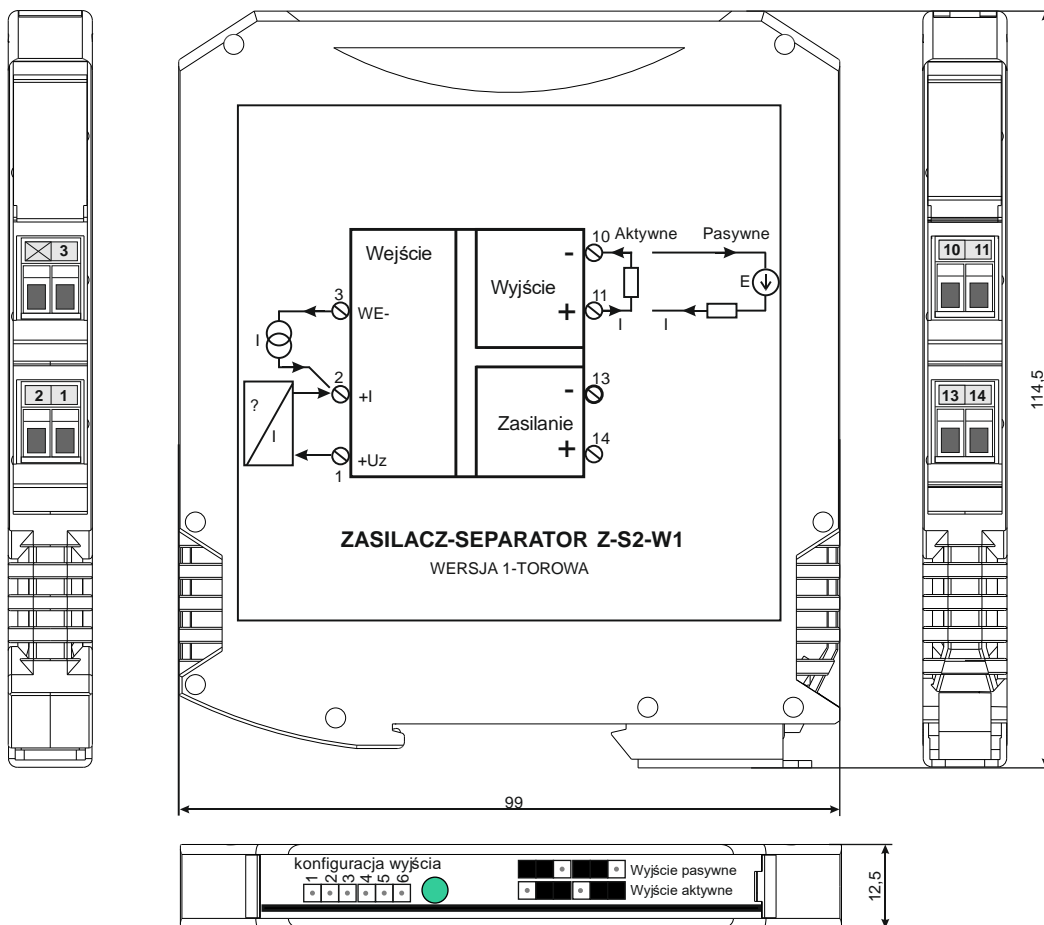 3
2 1
10 11
13 14
Wejście
3
WE-
I
2
+I
?
I
+Uz
1
Wyjście
10
-
11
+
Aktywne
Pasywne
E
I
I
Zasilanie
13
-
14
+
ZASILACZ-SEPARATOR Z-S2-W1
WERSJA 1-TOROWA
114,5
99
konfiguracja wyjścia
1 2 3 4 5 6
Wyjście pasywne
Wyjście aktywne
12,5